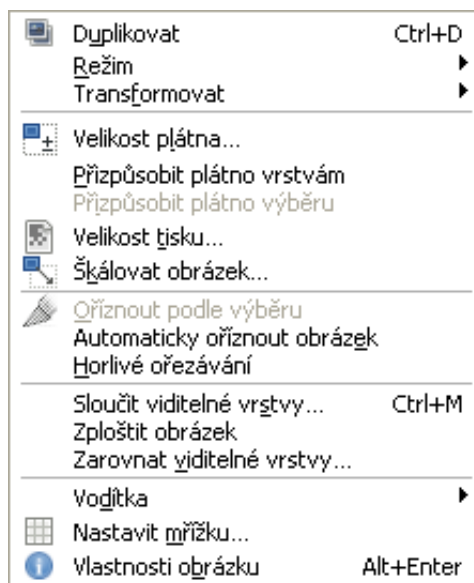 Duplikovat Ctrl+D
Režim
Transformovat
Velikost plátna...
Přizpůsobit plátno vrstvám
Přizpůsobit plátno výběru
Velikost tisku...
Škálovat obrázek...
Oříznout podle výběru
Automaticky oříznout obrázek
Horlivé ořezávání
Sloučit viditelné vrstvy... Ctrl+M
Zploštit obrázek
Zarovnat viditelné vrstvy...
Vodítka
Nastavit mřížku...
Vlastnosti obrázku Alt+Enter